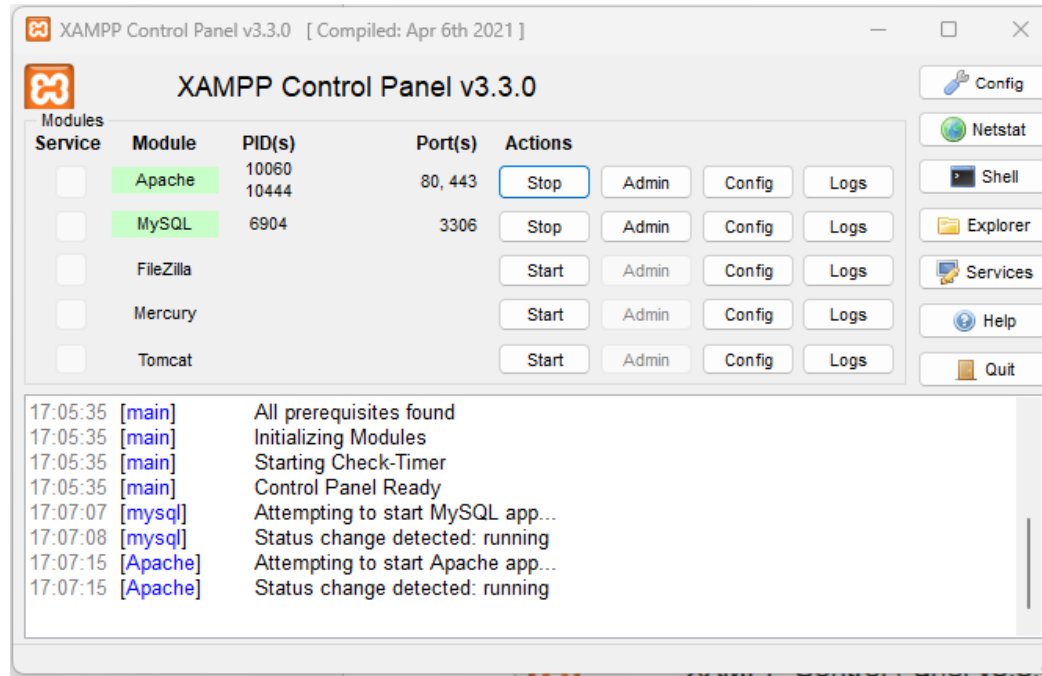 XAMPP Control Panel v3.3.0 [ Compiled: Apr 6th 2021 ]
XAMPP Control Panel v3.3.0
Config
Modules
Service Module PID(s) Port(s) Actions
Netstat
Apache 10060 10444 80, 443 Stop Admin Config Logs
Shell
MySQL 6904 3306 Stop Admin Config Logs
Explorer
FileZilla Start Admin Config Logs
Services
Mercury Start Admin Config Logs
Help
Tomcat Start Admin Config Logs
Quit
17:05:35 [main] All prerequisites found
17:05:35 [main] Initializing Modules
17:05:35 [main] Starting Check-Timer
17:05:35 [main] Control Panel Ready
17:07:07 [mysql] Attempting to start MySQL app...
17:07:08 [mysql] Status change detected: running
17:07:15 [Apache] Attempting to start Apache app...
17:07:15 [Apache] Status change detected: running